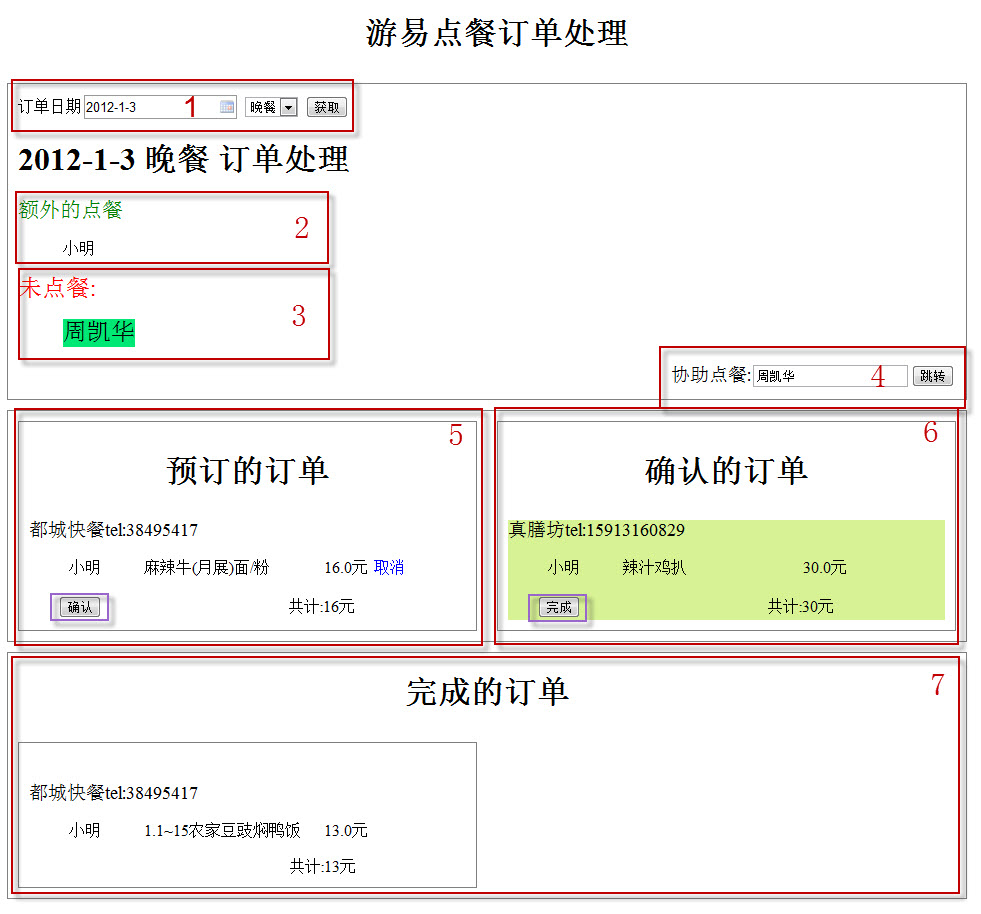 游易点餐订单处理
订单日期 2012-1-3 1 晚餐 获取
2012-1-3 晚餐 订单处理
额外的点餐
2
小明
未点餐:
3
周凯华
协助点餐: 周凯华 4 跳转
5
预订的订单
都城快餐tel:38495417
小明 麻辣牛(月展)面/粉 16.0元 取消
确认 共计:16元
6
确认的订单
真膳坊tel:15913160829
小明 辣汁鸡扒 30.0元
完成 共计:30元
7
完成的订单
都城快餐tel:38495417
小明 1.1~15农家豆豉焖鸭饭 13.0元
共计:13元